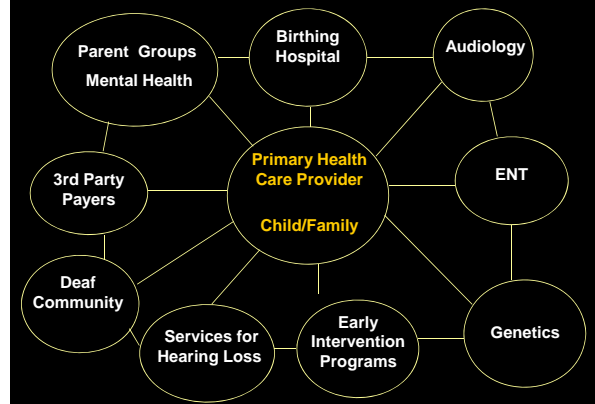 Parent Groups
Mental Health
Birthing
Hospital
Audiology
Primary Health
Care Provider
Child/Family
3rd Party
Payers
ENT
Deaf
Community
Services for
Hearing Loss
Early
Intervention
Programs
Genetics